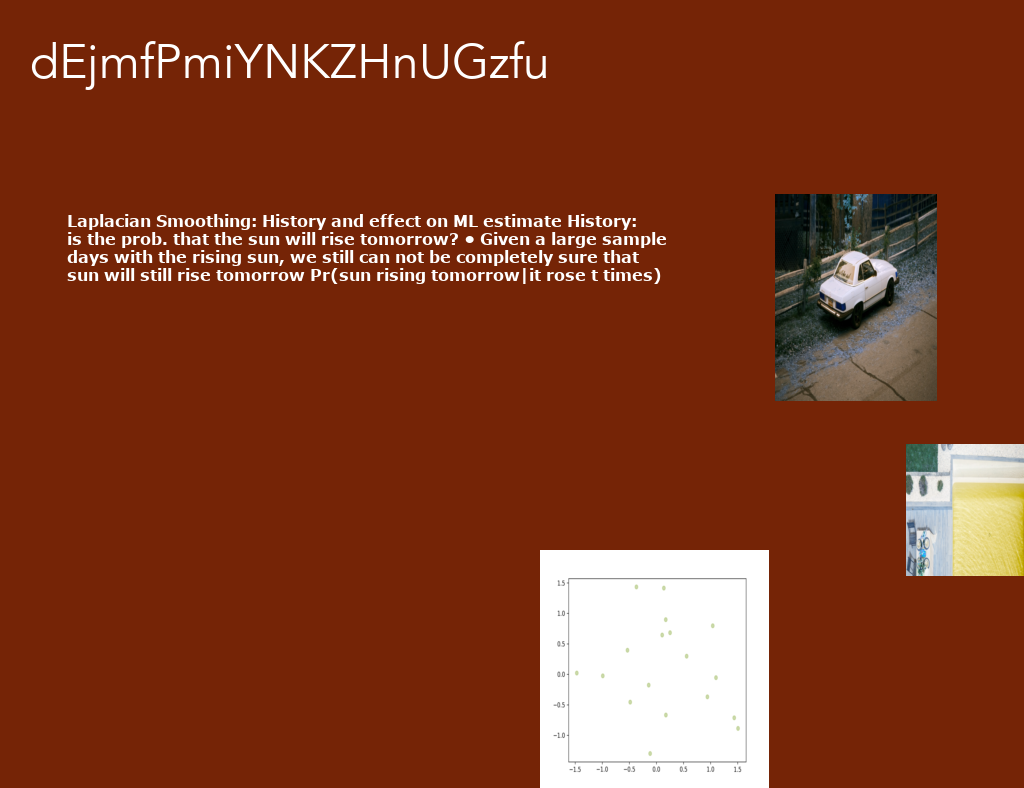 dEjmfPmiYNKZHnUGzfu
Laplacian Smoothing: History and effect on ML estimate History:
is the prob. that the sun will rise tomorrow? • Given a large sample
days with the rising sun, we still can not be completely sure that
sun will still rise tomorrow Pr(sun rising tomorrow|it rose t times)
1.5
1.0
0.5
0.0
−0.5
−1.0
−1.5 −1.0 −0.5 0.0 0.5 1.0 1.5